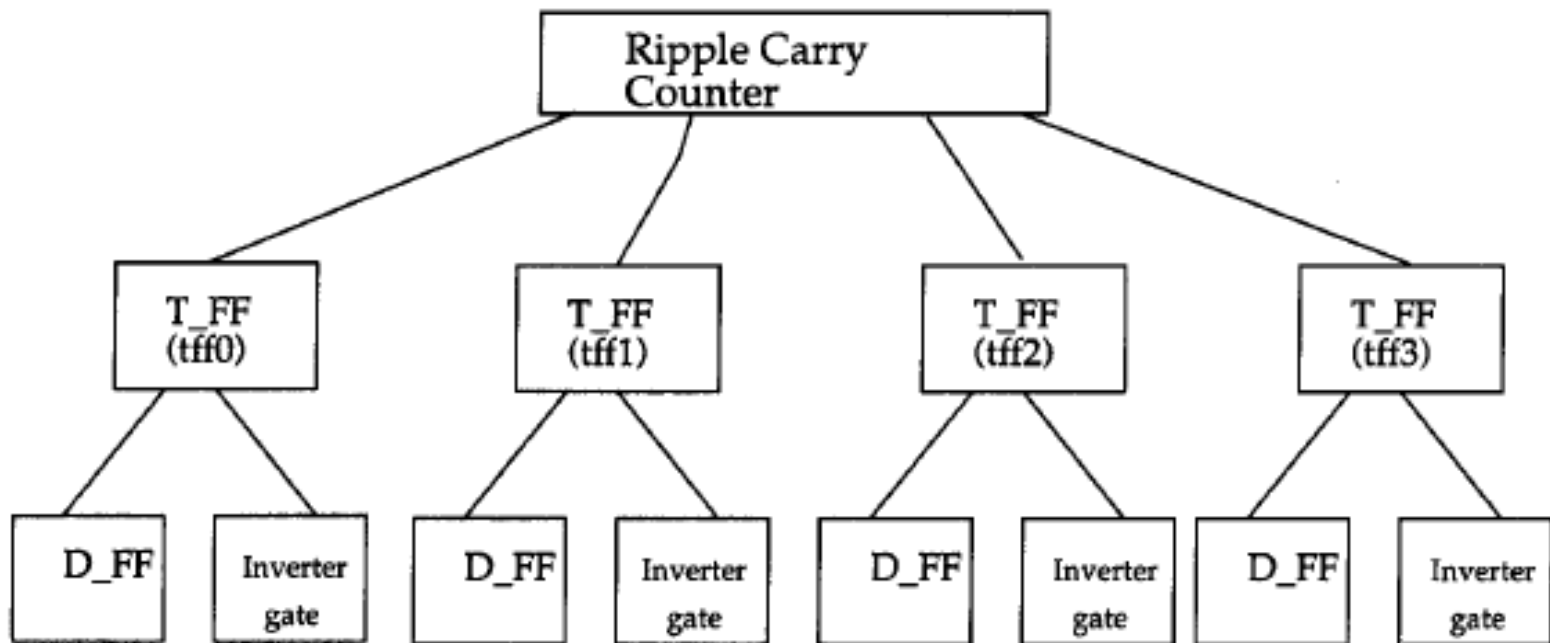 Ripple Carry
Counter
T_FF
(tff0)
T_FF
(tff1)
T_FF
(tff2)
T_FF
(tff3)
D_FF
Inverter
gate
D_FF
Inverter
gate
D_FF
Inverter
gate
D_FF
Inverter
gate